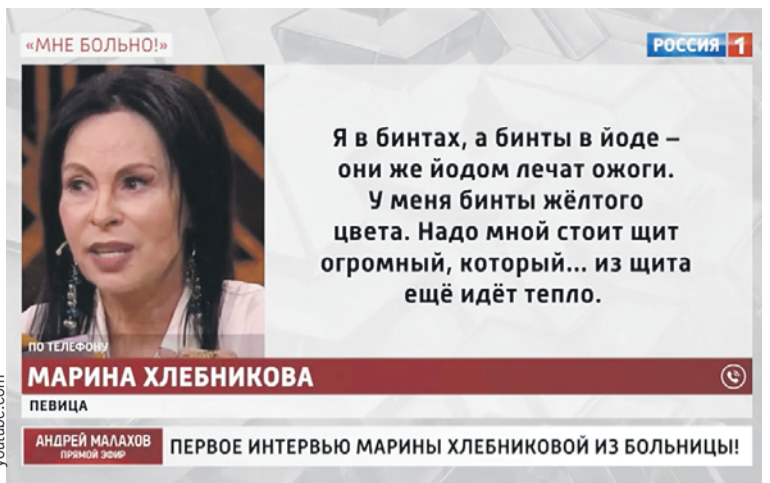 «МНЕ БОЛЬНО!»
РОССИЯ 1
Я в бинтах, а бинты в йоде –
они же йодом лечат ожоги.
У меня бинты жёлтого
цвета. Надо мной стоит щит
огромный, который... из щита
ещё идёт тепло.
ПО ТЕЛЕФОНУ
МАРИНА ХЛЕБНИКОВА
ПЕВИЦА
АНДРЕЙ МАЛАХОВ
ПРЯМОЙ ЭФИР
ПЕРВОЕ ИНТЕРВЬЮ МАРИНЫ ХЛЕБНИКОВОЙ ИЗ БОЛЬНИЦЫ!
youtube.com